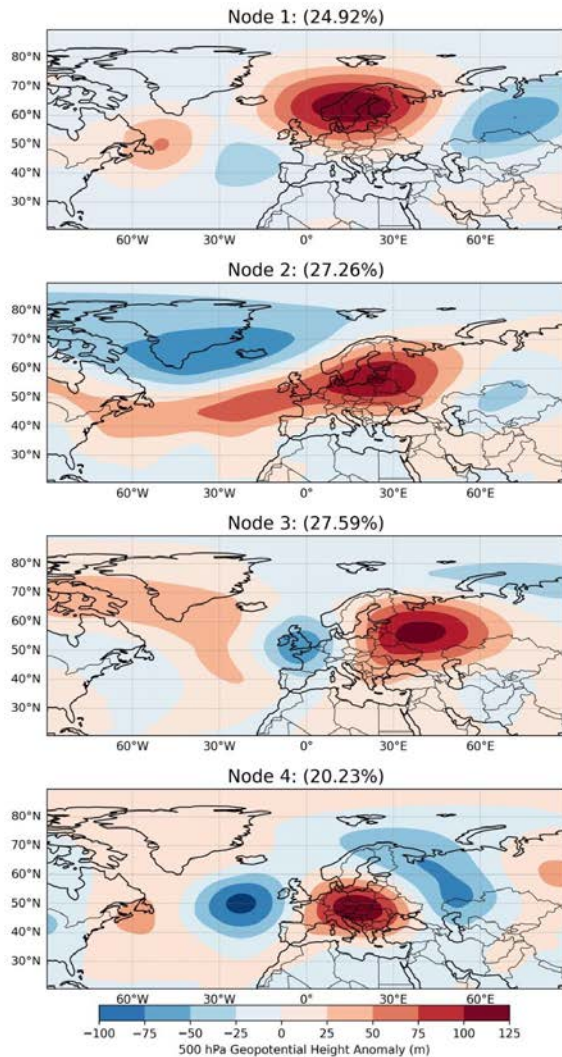 Node 1: (24.92%)
80°N
70°N
60°N
50°N
40°N
30°N
60°W 30°W 0° 30°E 60°E
Node 2: (27.26%)
80°N
70°N
60°N
50°N
40°N
30°N
60°W 30°W 0° 30°E 60°E
Node 3: (27.59%)
80°N
70°N
60°N
50°N
40°N
30°N
60°W 30°W 0° 30°E 60°E
Node 4: (20.23%)
80°N
70°N
60°N
50°N
40°N
30°N
60°W 30°W 0° 30°E 60°E
−100 −75 −50 −25 0 25 50 75 100 125
500 hPa Geopotential Height Anomaly (m)